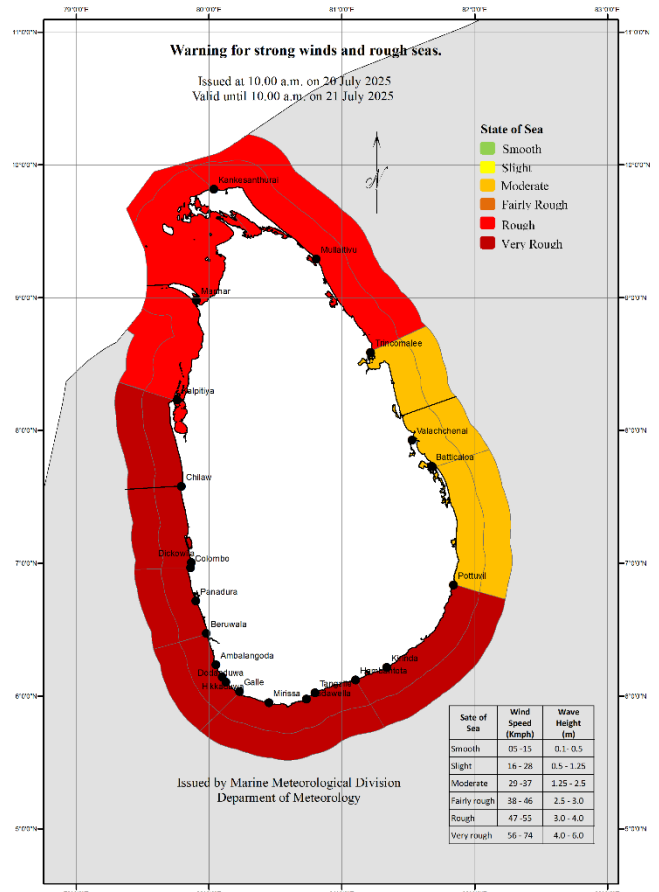 Warning for strong winds and rough seas.
Issued at 10.00 a.m. on 20 July 2025
Valid until 10.00 a.m. on 21 July 2025
80°0'0"E
81°0'0"E
82°0'0"E
83°0'0"E
10°0'0"N
9°0'0"N
8°0'0"N
7°0'0"N
6°0'0"N
5°0'0"N
N
State of Sea
Smooth
Slight
Moderate
Fairly Rough
Rough
Very Rough
Kankesanthurai
Mullaitivu
Mannar
Trincomalee
Kalpitiya
Valachchenai
Batticaloa
Chilaw
Colombo
Pottuvil
Panadura
Beruwala
Ambalangoda
Galle
Mirissa
Tangalle
Hambantota
Kirinda
Issued by Marine Meteorological Division
Deparment of Meteorology
Sate of Sea Wind Speed (Kmph) Wave Height (m)
Smooth 05 -15 0.1- 0.5
Slight 16 - 28 0.5 - 1.25
Moderate 29 -37 1.25 - 2.5
Fairly rough 38 - 46 2.5 - 3.0
Rough 47 -55 3.0 - 4.0
Very rough 56 - 74 4.0 - 6.0